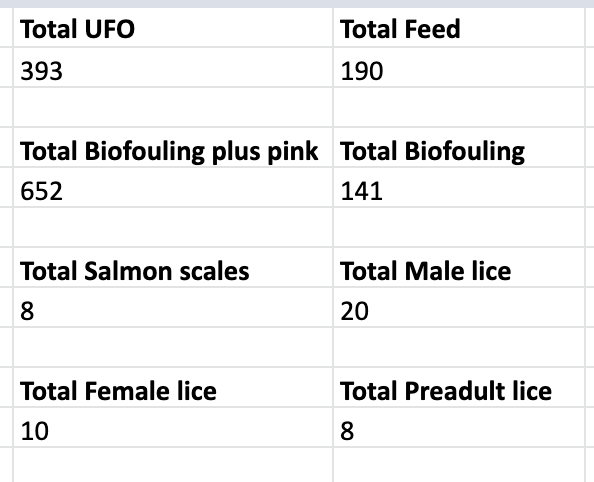 Total UFO Total Feed
393 190
Total Biofouling plus pink Total Biofouling
652 141
Total Salmon scales Total Male lice
8 20
Total Female lice Total Preadult lice
10 8